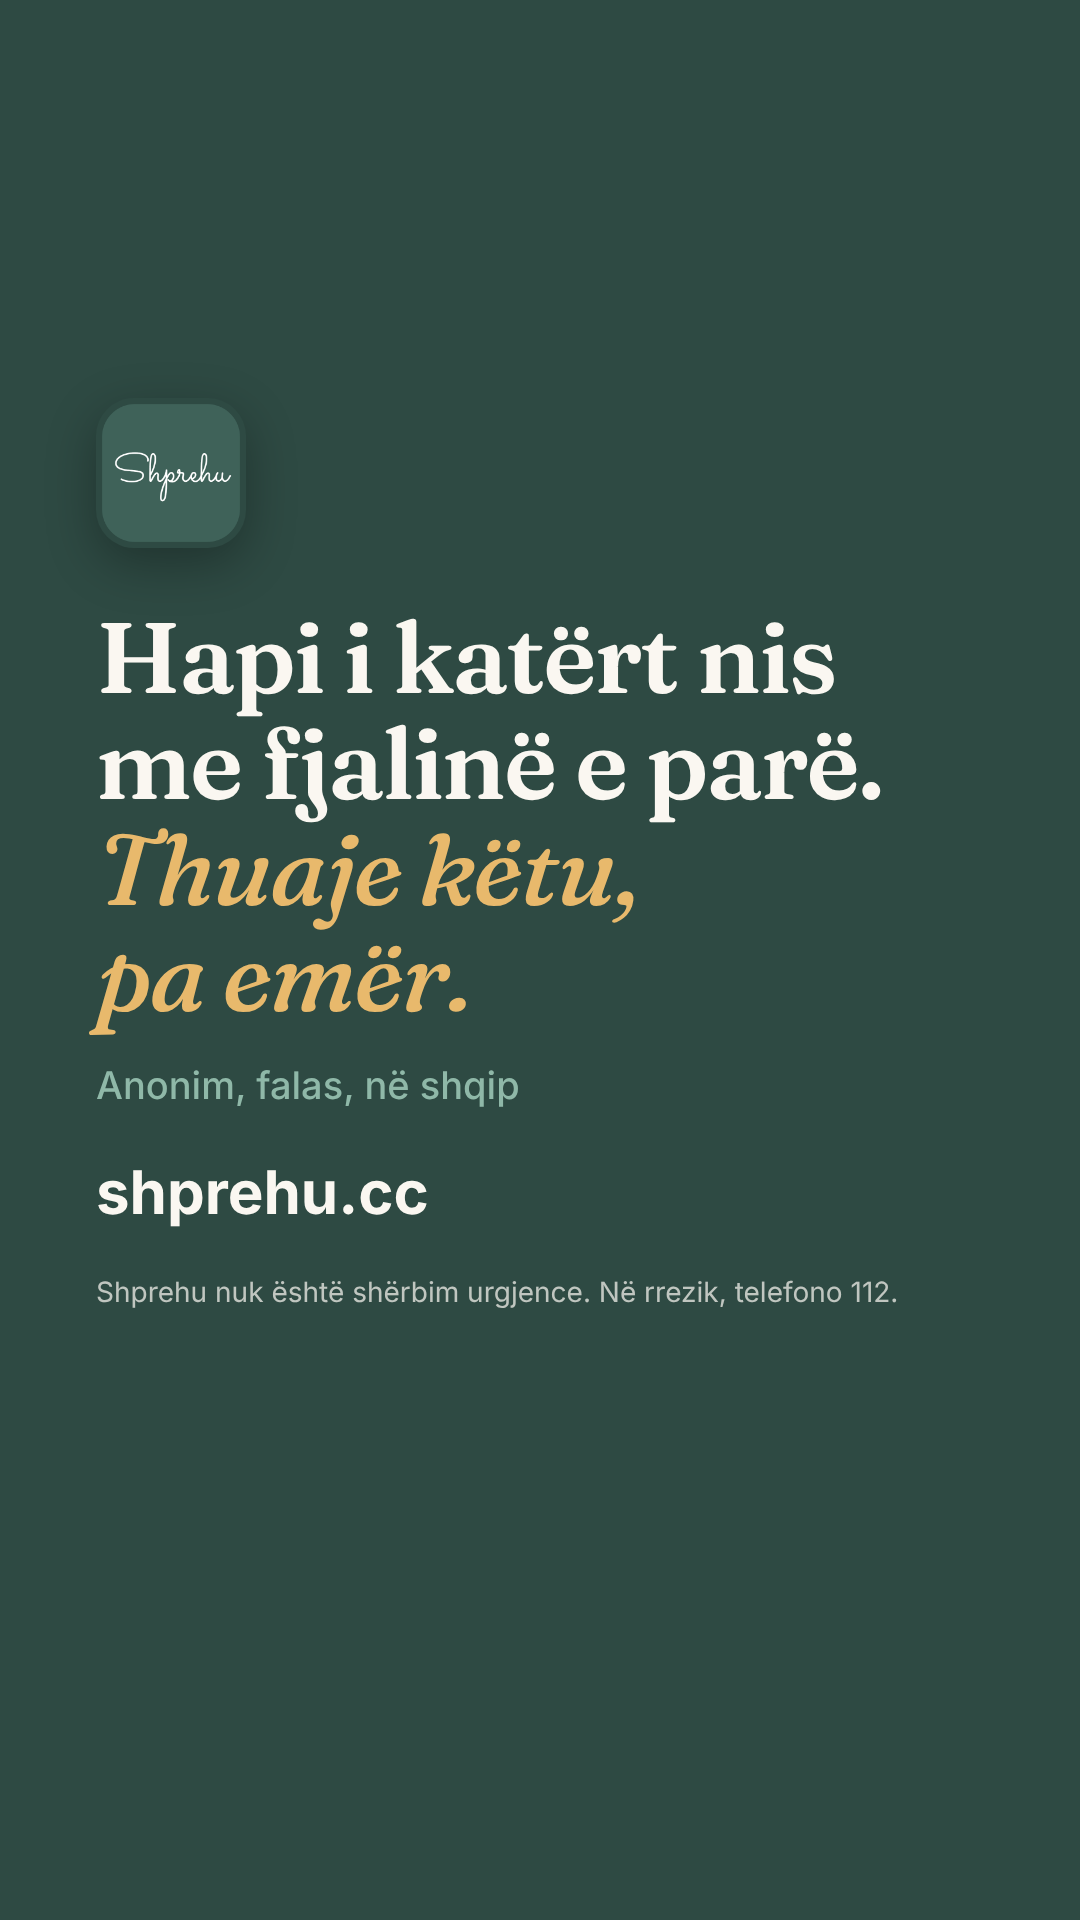 Shprehu
Hapi i katërt nis
me fjalinë e parë.
Thuaje këtu,
pa emër.
Anonim, falas, në shqip
shprehu.cc
Shprehu nuk është shërbim urgjence. Në rrezik, telefono 112.